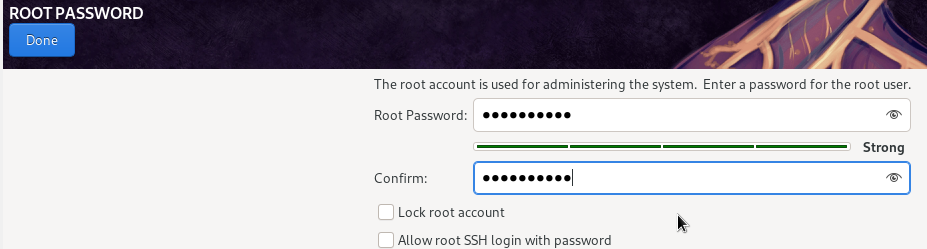 ROOT PASSWORD
Done
The root account is used for administering the system. Enter a password for the root user.
Root Password: ●●●●●●●●●●
Strong
Confirm: ●●●●●●●●●●
Lock root account
Allow root SSH login with password